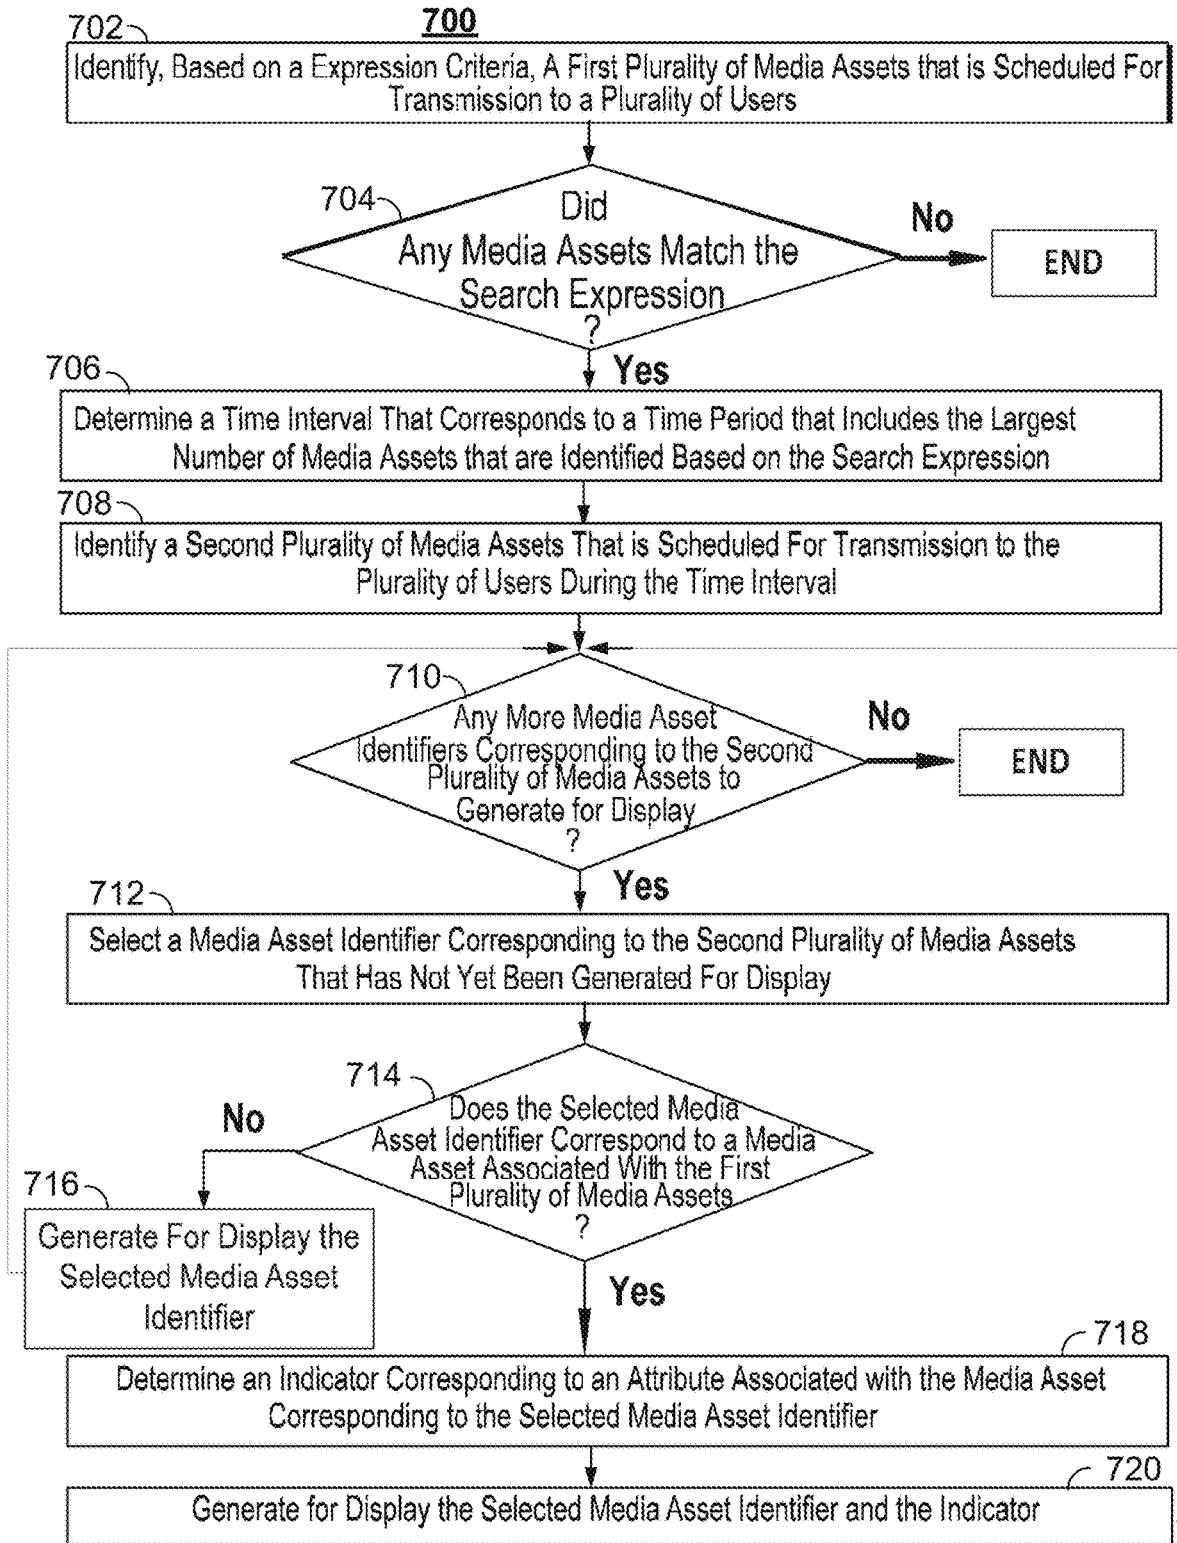 700
702
Identify, Based on a Expression Criteria, A First Plurality of Media Assets that is Scheduled For
Transmission to a Plurality of Users
704
Did
Any Media Assets Match the
Search Expression
?
No
END
Yes
706
Determine a Time Interval That Corresponds to a Time Period that Includes the Largest
Number of Media Assets that are Identified Based on the Search Expression
708
Identify a Second Plurality of Media Assets That is Scheduled For Transmission to the
Plurality of Users During the Time Interval
710
Any More Media Asset
Identifiers Corresponding to the Second
Plurality of Media Assets to
Generate for Display
?
No
END
Yes
712
Select a Media Asset Identifier Corresponding to the Second Plurality of Media Assets
That Has Not Yet Been Generated For Display
714
Does the Selected Media
Asset Identifier Correspond to a Media
Asset Associated With the First
Plurality of Media Assets
?
No
716
Generate For Display the
Selected Media Asset
Identifier
Yes
718
Determine an Indicator Corresponding to an Attribute Associated with the Media Asset
Corresponding to the Selected Media Asset Identifier
720
Generate for Display the Selected Media Asset Identifier and the Indicator